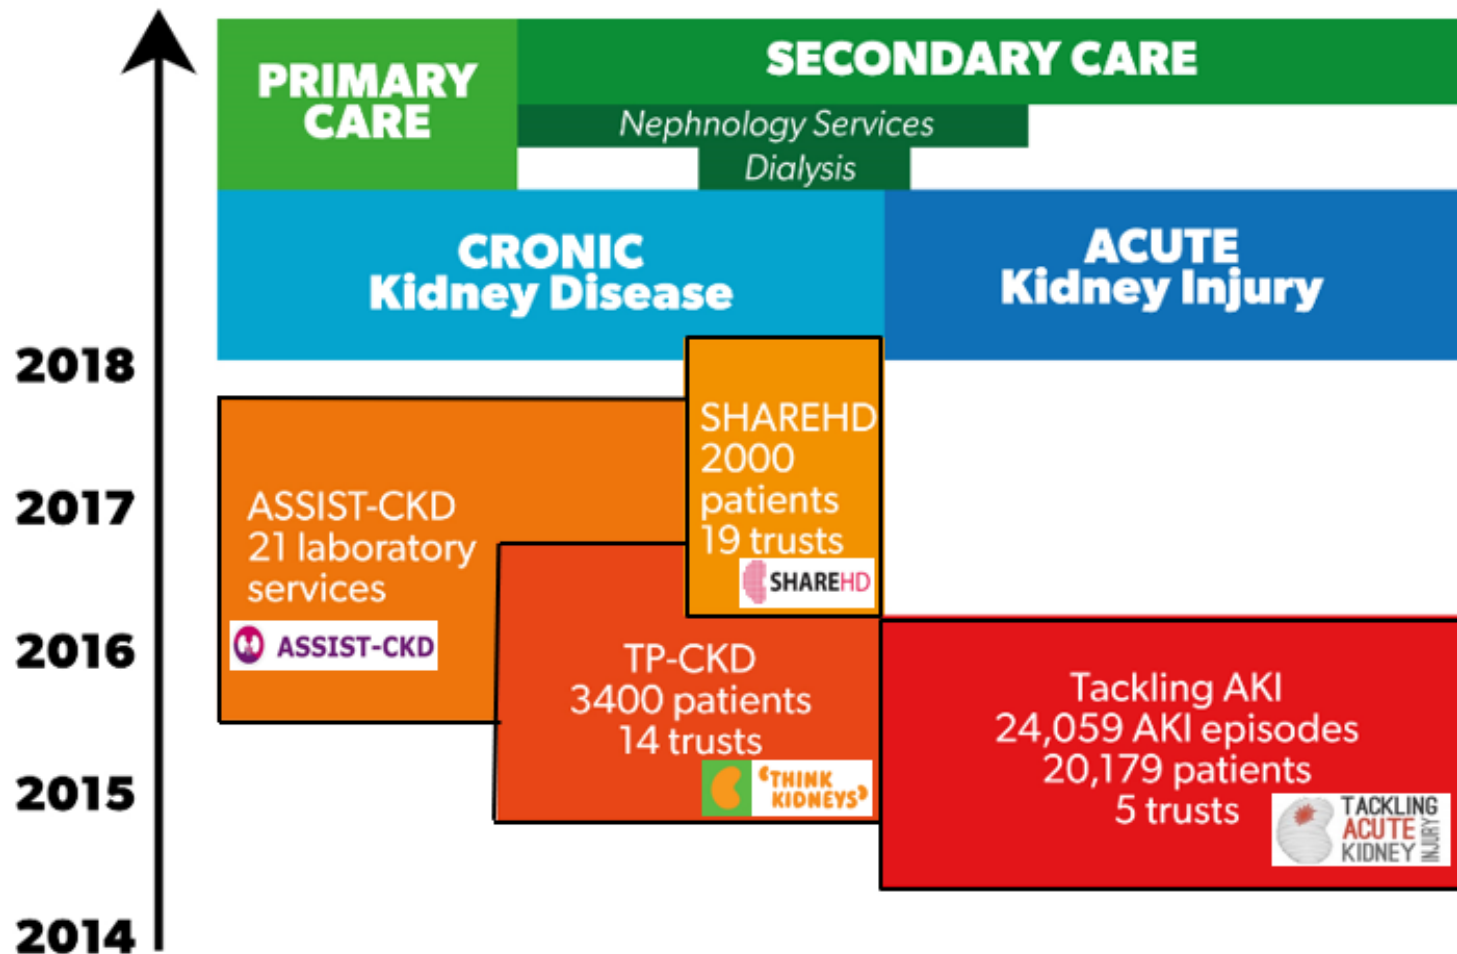 PRIMARY
CARE
SECONDARY CARE
Nephnology Services
Dialysis
CRONIC
Kidney Disease
ACUTE
Kidney Injury
2018
2017
2016
2015
2014
ASSIST-CKD
21 laboratory
services
ASSIST-CKD
SHAREHD
2000
patients
19 trusts
SHAREHD
TP-CKD
3400 patients
14 trusts
‘THINK
KIDNEYS’
Tackling AKI
24,059 AKI episodes
20,179 patients
5 trusts
TACKLING
ACUTE
KIDNEY
INJURY